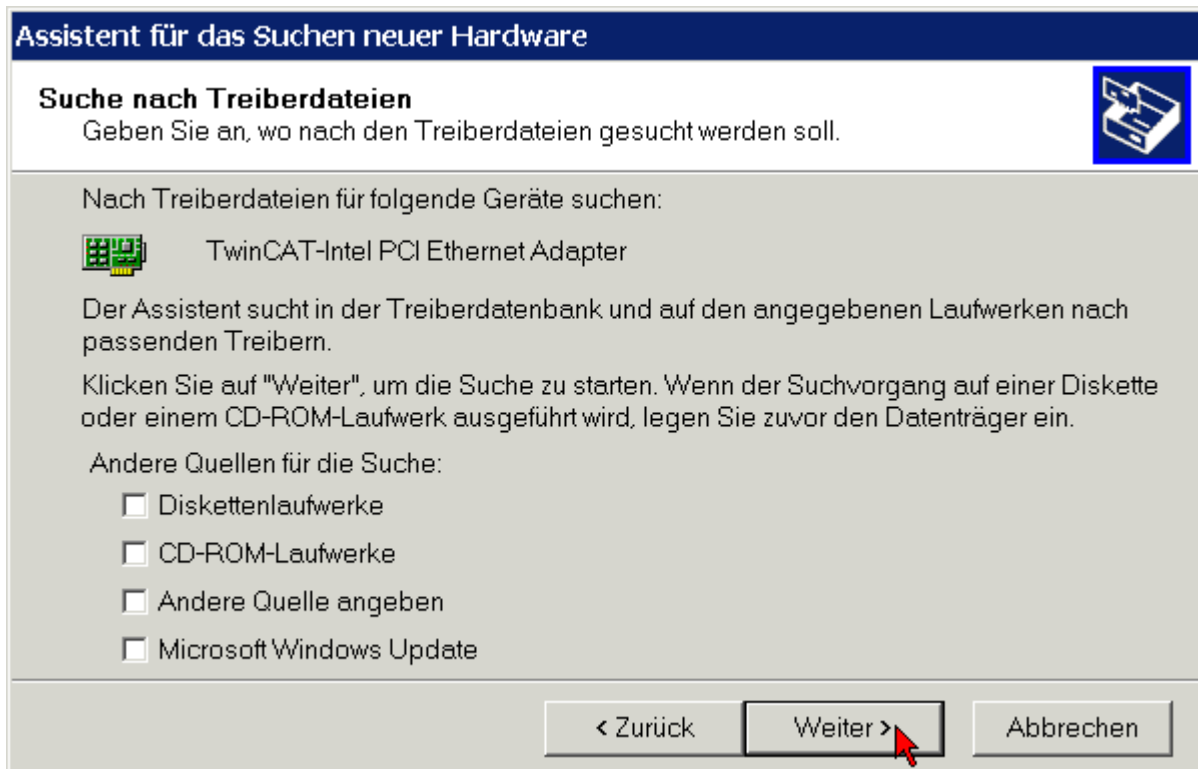 Assistent für das Suchen neuer Hardware
Suche nach Treiberdateien
Geben Sie an, wo nach den Treiberdateien gesucht werden soll.
Nach Treiberdateien für folgende Geräte suchen:
TwinCAT-Intel PCI Ethernet Adapter
Der Assistent sucht in der Treiberdatenbank und auf den angegebenen Laufwerken nach
passenden Treibern.
Klicken Sie auf "Weiter", um die Suche zu starten. Wenn der Suchvorgang auf einer Diskette
oder einem CD-ROM-Laufwerk ausgeführt wird, legen Sie zuvor den Datenträger ein.
Andere Quellen für die Suche:
Diskettenlaufwerke
CD-ROM-Laufwerke
Andere Quelle angeben
Microsoft Windows Update
< Zurück Weiter > Abbrechen